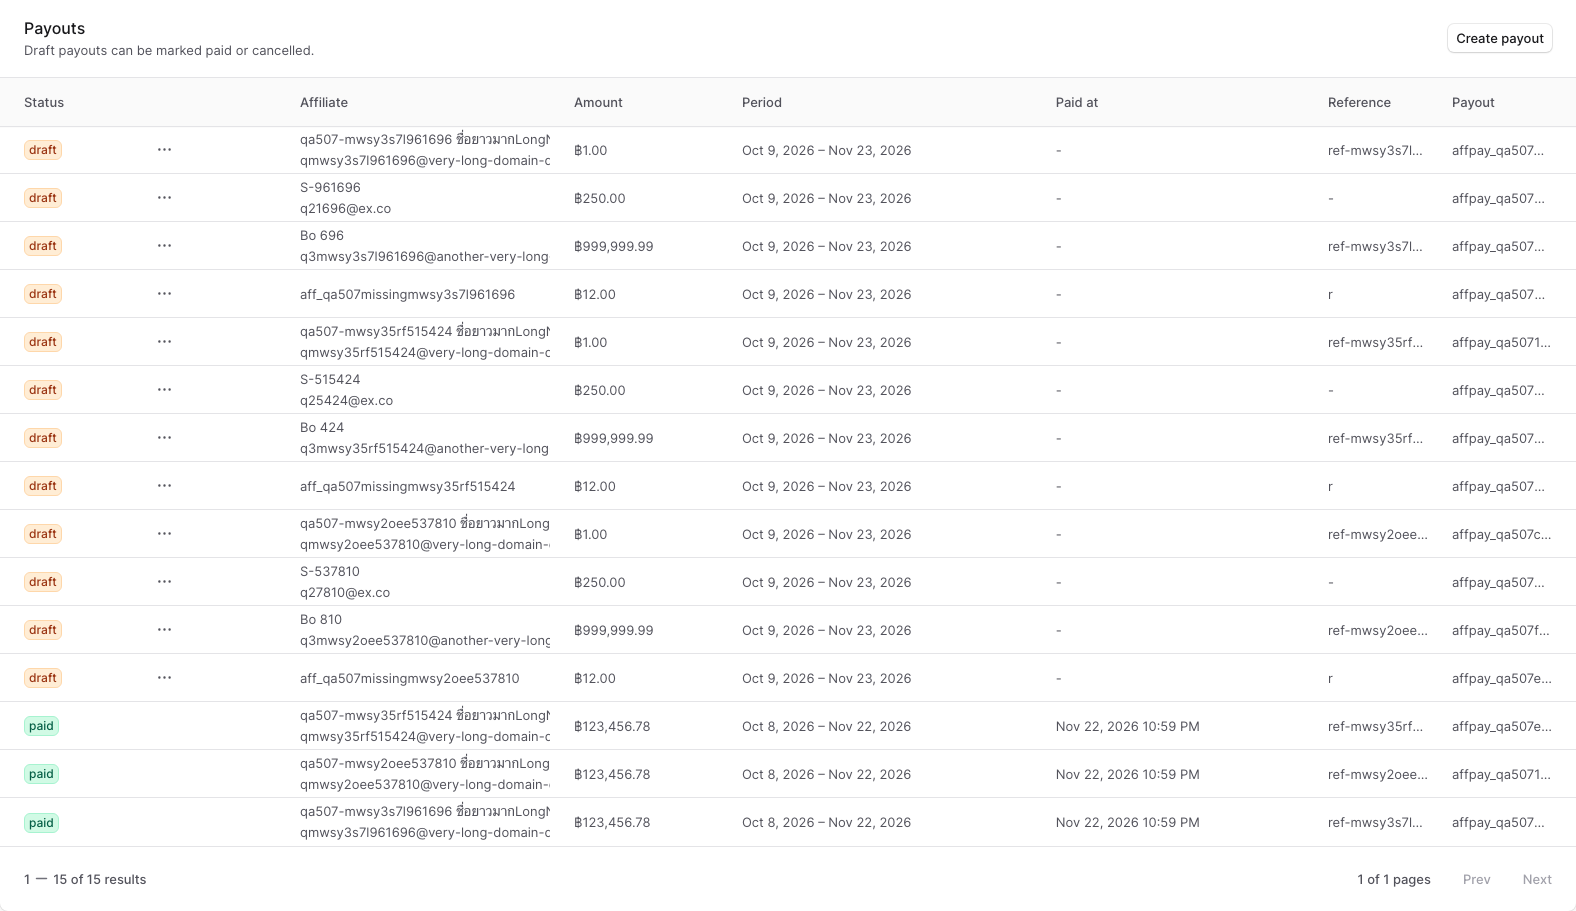 Payouts
Draft payouts can be marked paid or cancelled.
Create payout
Status Affiliate Amount Period Paid at Reference Payout
draft ··· qa507-mwsy3s7l961696 ชื่อยาวมากLongN ฿1.00 Oct 9, 2026 – Nov 23, 2026 - ref-mwsy3s7l... affpay_qa507...
qmwsy3s7l961696@very-long-domain-c
draft ··· S-961696 ฿250.00 Oct 9, 2026 – Nov 23, 2026 - - affpay_qa507...
q21696@ex.co
draft ··· Bo 696 ฿999,999.99 Oct 9, 2026 – Nov 23, 2026 - ref-mwsy3s7l... affpay_qa507...
q3mwsy3s7l961696@another-very-long
draft ··· aff_qa507missingmwsy3s7l961696 ฿12.00 Oct 9, 2026 – Nov 23, 2026 - r affpay_qa507...
draft ··· qa507-mwsy35rf515424 ชื่อยาวมากLongN ฿1.00 Oct 9, 2026 – Nov 23, 2026 - ref-mwsy35rf... affpay_qa5071...
qmwsy35rf515424@very-long-domain-c
draft ··· S-515424 ฿250.00 Oct 9, 2026 – Nov 23, 2026 - - affpay_qa507...
q25424@ex.co
draft ··· Bo 424 ฿999,999.99 Oct 9, 2026 – Nov 23, 2026 - ref-mwsy35rf... affpay_qa507...
q3mwsy35rf515424@another-very-long
draft ··· aff_qa507missingmwsy35rf515424 ฿12.00 Oct 9, 2026 – Nov 23, 2026 - r affpay_qa507...
draft ··· qa507-mwsy2oee537810 ชื่อยาวมากLong ฿1.00 Oct 9, 2026 – Nov 23, 2026 - ref-mwsy2oee... affpay_qa507c...
qmwsy2oee537810@very-long-domain-
draft ··· S-537810 ฿250.00 Oct 9, 2026 – Nov 23, 2026 - - affpay_qa507...
q27810@ex.co
draft ··· Bo 810 ฿999,999.99 Oct 9, 2026 – Nov 23, 2026 - ref-mwsy2oee... affpay_qa507f...
q3mwsy2oee537810@another-very-long
draft ··· aff_qa507missingmwsy2oee537810 ฿12.00 Oct 9, 2026 – Nov 23, 2026 - r affpay_qa507e...
paid qa507-mwsy35rf515424 ชื่อยาวมากLongN ฿123,456.78 Oct 8, 2026 – Nov 22, 2026 Nov 22, 2026 10:59 PM ref-mwsy35rf... affpay_qa507e...
qmwsy35rf515424@very-long-domain-c
paid qa507-mwsy2oee537810 ชื่อยาวมากLong ฿123,456.78 Oct 8, 2026 – Nov 22, 2026 Nov 22, 2026 10:59 PM ref-mwsy2oee... affpay_qa5071...
qmwsy2oee537810@very-long-domain-
paid qa507-mwsy3s7l961696 ชื่อยาวมากLongN ฿123,456.78 Oct 8, 2026 – Nov 22, 2026 Nov 22, 2026 10:59 PM ref-mwsy3s7l... affpay_qa507...
qmwsy3s7l961696@very-long-domain-c
1 — 15 of 15 results
1 of 1 pages Prev Next